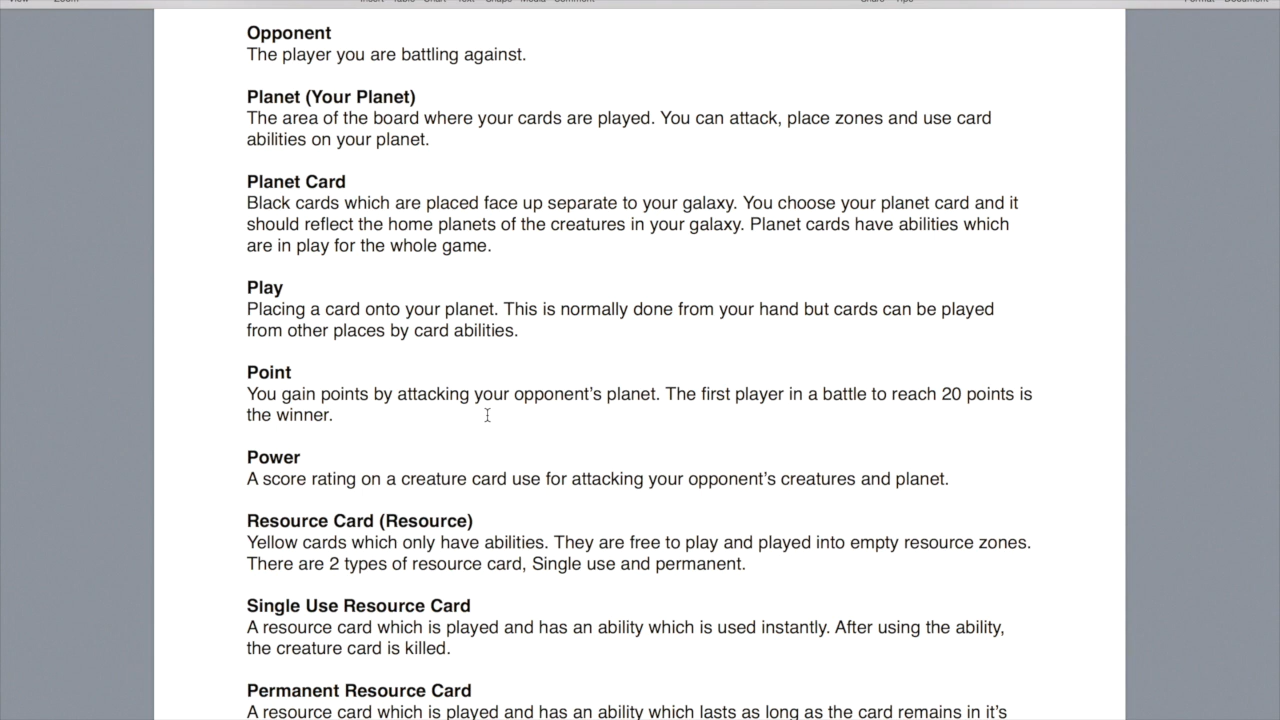 Opponent
The player you are battling against.
Planet (Your Planet)
The area of the board where your cards are played. You can attack, place zones and use card
abilities on your planet.
Planet Card
Black cards which are placed face up separate to your galaxy. You choose your planet card and it
should reflect the home planets of the creatures in your galaxy. Planet cards have abilities which
are in play for the whole game.
Play
Placing a card onto your planet. This is normally done from your hand but cards can be played
from other places by card abilities.
Point
You gain points by attacking your opponent’s planet. The first player in a battle to reach 20 points is
the winner.
Power
A score rating on a creature card use for attacking your opponent’s creatures and planet.
Resource Card (Resource)
Yellow cards which only have abilities. They are free to play and played into empty resource zones.
There are 2 types of resource card, Single use and permanent.
Single Use Resource Card
A resource card which is played and has an ability which is used instantly. After using the ability,
the creature card is killed.
Permanent Resource Card
A resource card which is played and has an ability which lasts as long as the card remains in it’s